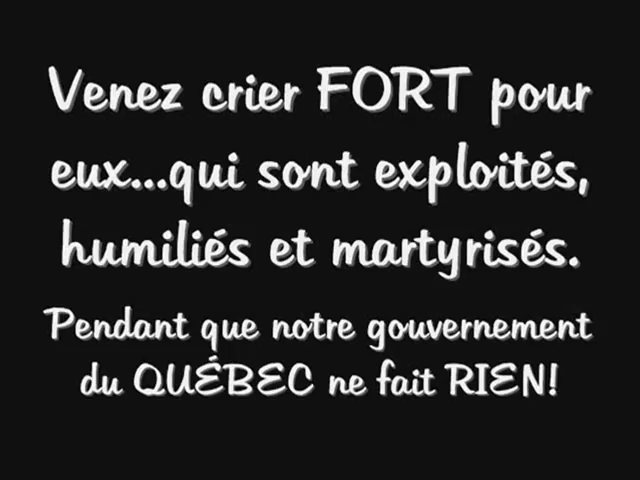 Venez crier FORT pour
eux...qui sont exploités,
humiliés et martyrisés.
Pendant que notre gouvernement
du QUÉBEC ne fait RIEN!